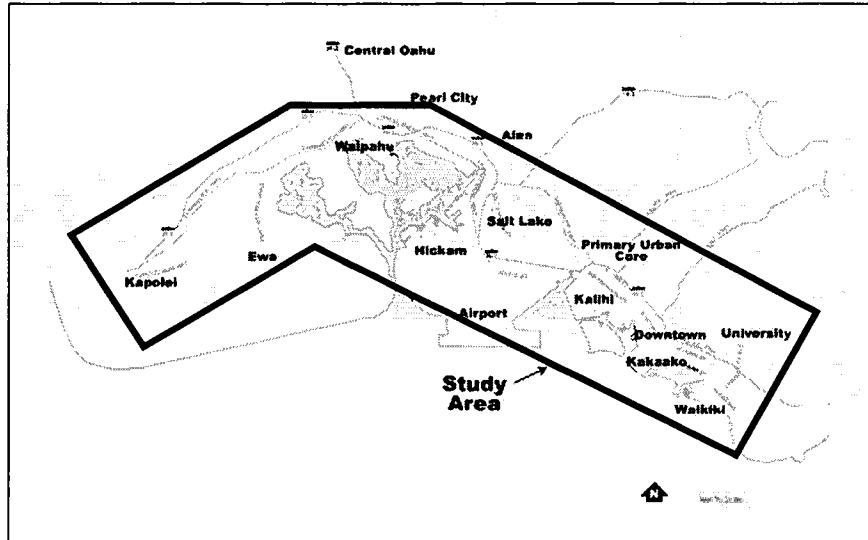 Central Oahu
Pearl City
Aiea
Waipahu
Salt Lake
Hickam
Primary Urban
Core
Ewa
Kapolei
Kalihi
Airport
Downtown
University
Kakaako
Study
Area
Waikiki
N